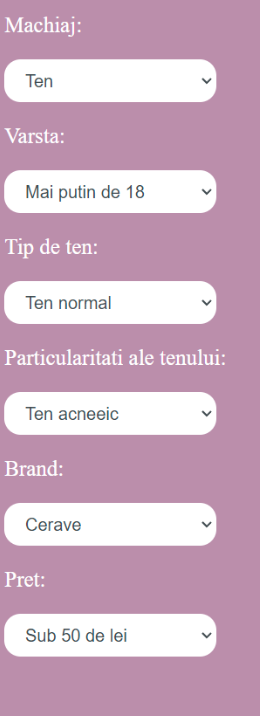 Machiaj:
Ten
Varsta:
Mai putin de 18
Tip de ten:
Ten normal
Particularitati ale tenului:
Ten acneeic
Brand:
Cerave
Pret:
Sub 50 de lei